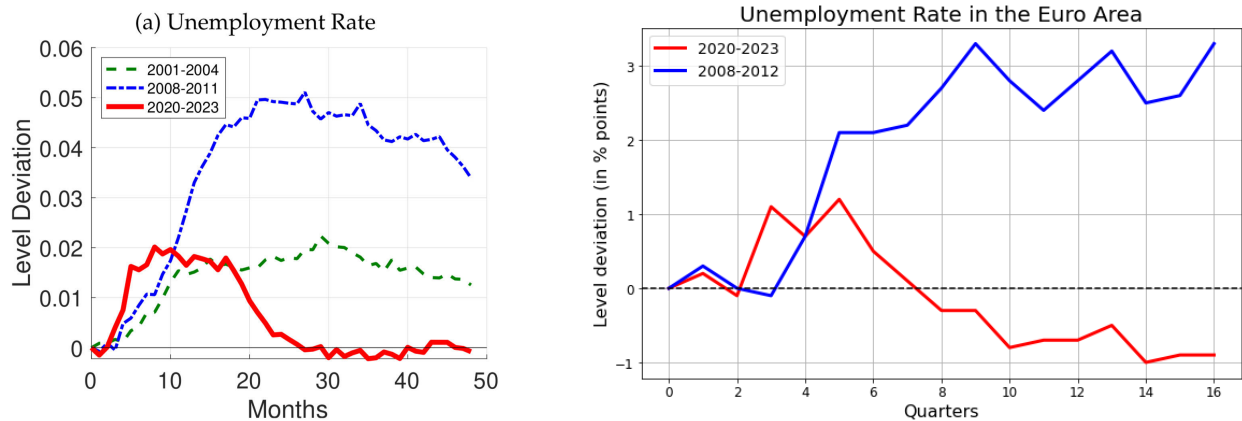 (a) Unemployment Rate
Level Deviation
0.06
0.05
0.04
0.03
0.02
0.01
0
2001-2004
2008-2011
2020-2023
0 10 20 30 40 50
Months
Unemployment Rate in the Euro Area
Level deviation (in % points)
3
2
1
0
−1
2020-2023
2008-2012
0 2 4 6 8 10 12 14 16
Quarters